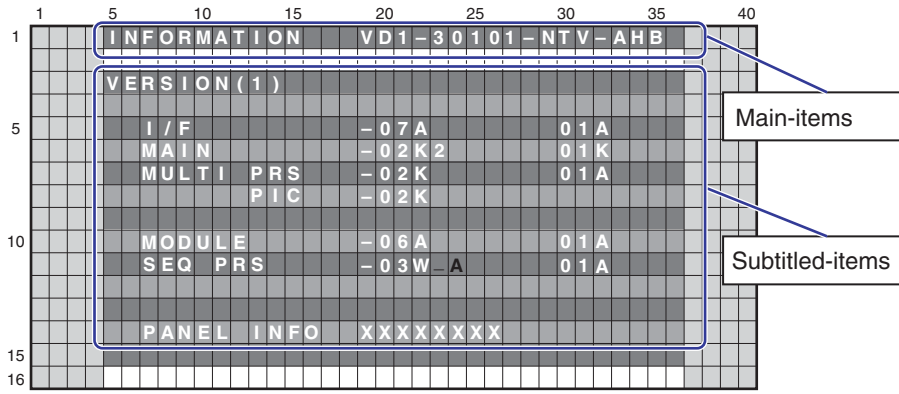 1 5 10 15 20 25 30 35 40
1 INFORMATION VD1-30101-NTV-AHB
VERSION(1)
Main-items
5 I/F -07A 01A
MAIN -02K2 01K
MULTI PRS -02K 01A
PIC -02K
10 MODULE -06A 01A
SEQ PRS -03W_A 01A
Subtitled-items
PANEL INFO XXXXXXXX
15
16